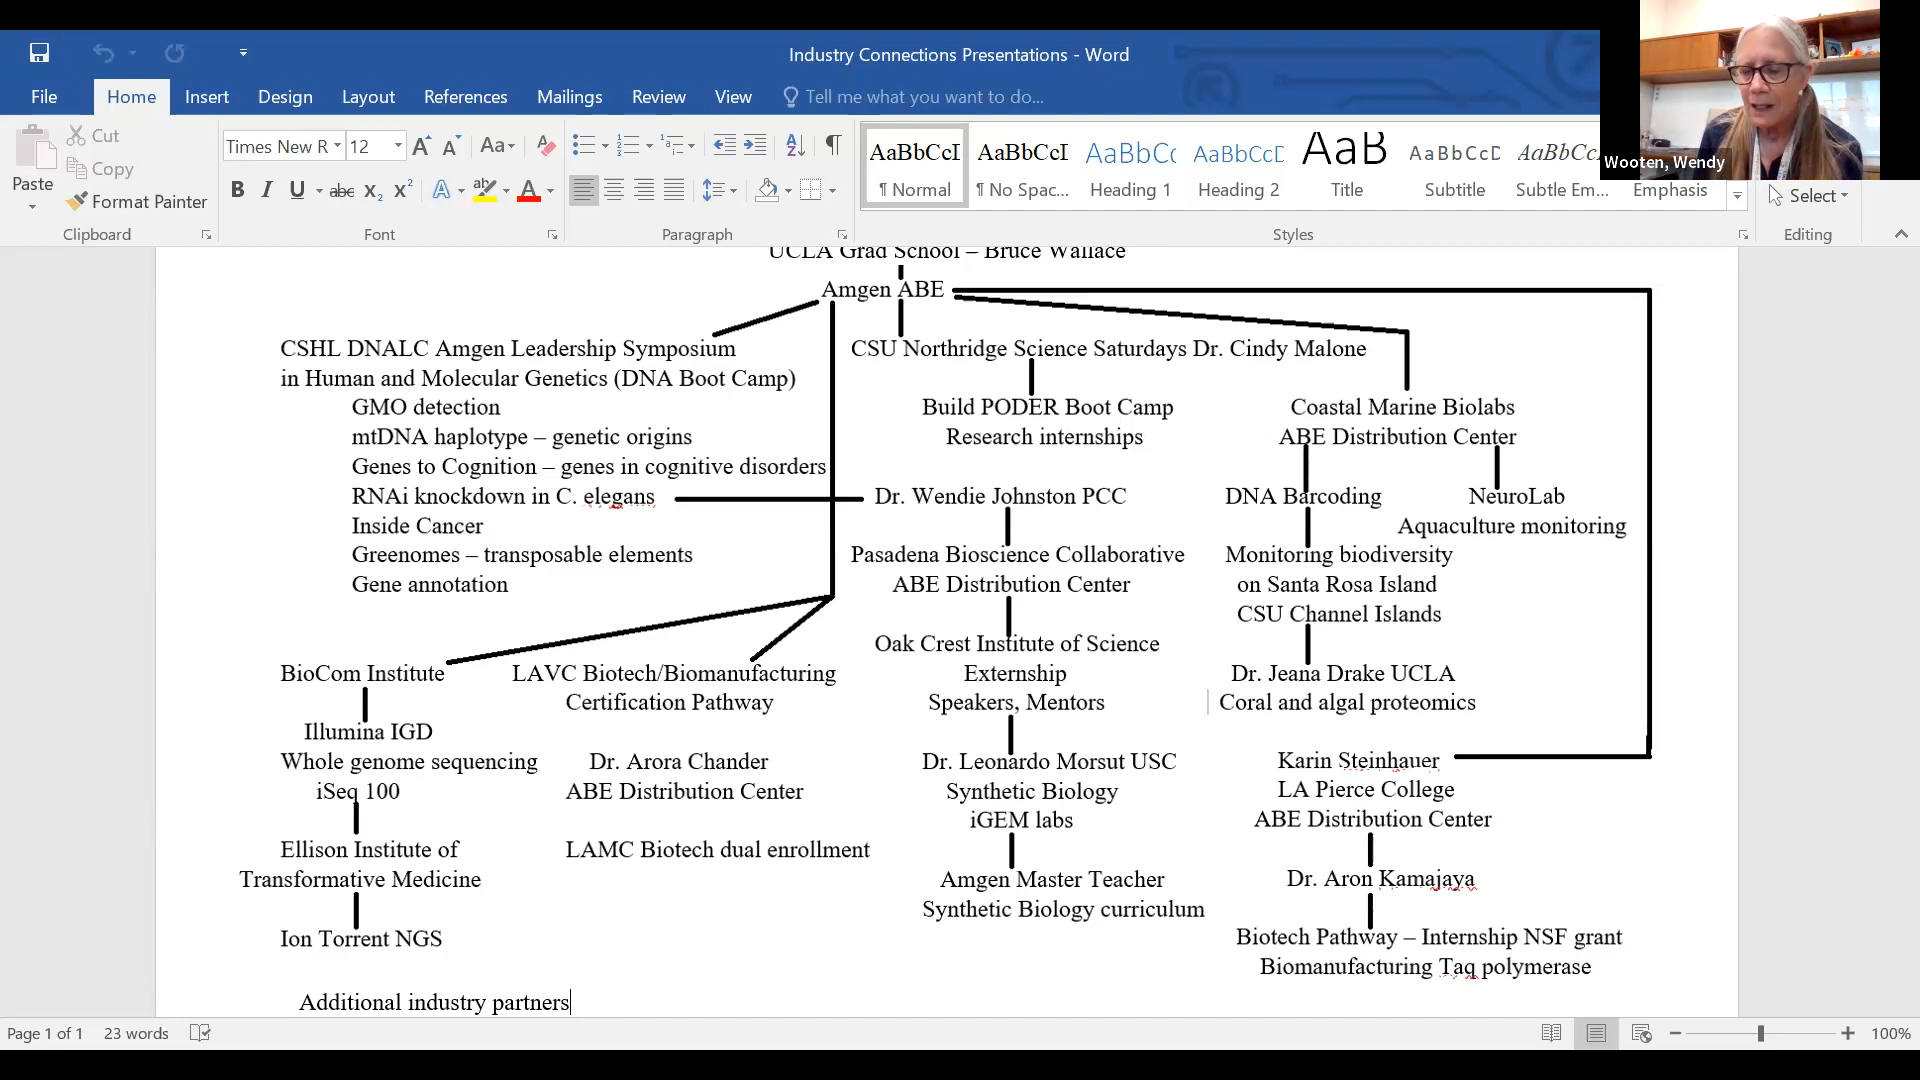 Industry Connections Presentations - Word
File Home Insert Design Layout References Mailings Review View Tell me what you want to do...
Wooten, Wendy
Paste
Cut
Copy
Format Painter
Clipboard
Times New R 12
Font
Paragraph
AaBbCcI AaBbCcI AaBbCc AaBbCcD AaB AaBbCcD AaBbCc
¶ Normal ¶ No Spac... Heading 1 Heading 2 Title Subtitle Subtle Em... Emphasis
Styles
Select
Editing
UCLA Grad School – Bruce Wallace
Amgen ABE
CSHL DNALC Amgen Leadership Symposium
in Human and Molecular Genetics (DNA Boot Camp)
GMO detection
mtDNA haplotype – genetic origins
Genes to Cognition – genes in cognitive disorders
RNAi knockdown in C. elegans
Inside Cancer
Greenomes – transposable elements
Gene annotation
CSU Northridge Science Saturdays Dr. Cindy Malone
Build PODER Boot Camp
Research internships
Coastal Marine Biolabs
ABE Distribution Center
Dr. Wendie Johnston PCC
Pasadena Bioscience Collaborative
ABE Distribution Center
Oak Crest Institute of Science
Externship
Speakers, Mentors
Dr. Leonardo Morsut USC
Synthetic Biology
iGEM labs
Amgen Master Teacher
Synthetic Biology curriculum
DNA Barcoding
Monitoring biodiversity
on Santa Rosa Island
CSU Channel Islands
Dr. Jeana Drake UCLA
Coral and algal proteomics
NeuroLab
Aquaculture monitoring
BioCom Institute
Illumina IGD
Whole genome sequencing
iSeq 100
Ellison Institute of
Transformative Medicine
Ion Torrent NGS
LAVC Biotech/Biomanufacturing
Certification Pathway
Dr. Arora Chander
ABE Distribution Center
LAMC Biotech dual enrollment
Karin Steinhauer
LA Pierce College
ABE Distribution Center
Dr. Aron Kamajaya
Biotech Pathway – Internship NSF grant
Biomanufacturing Taq polymerase
Additional industry partners
Page 1 of 1 23 words 100%